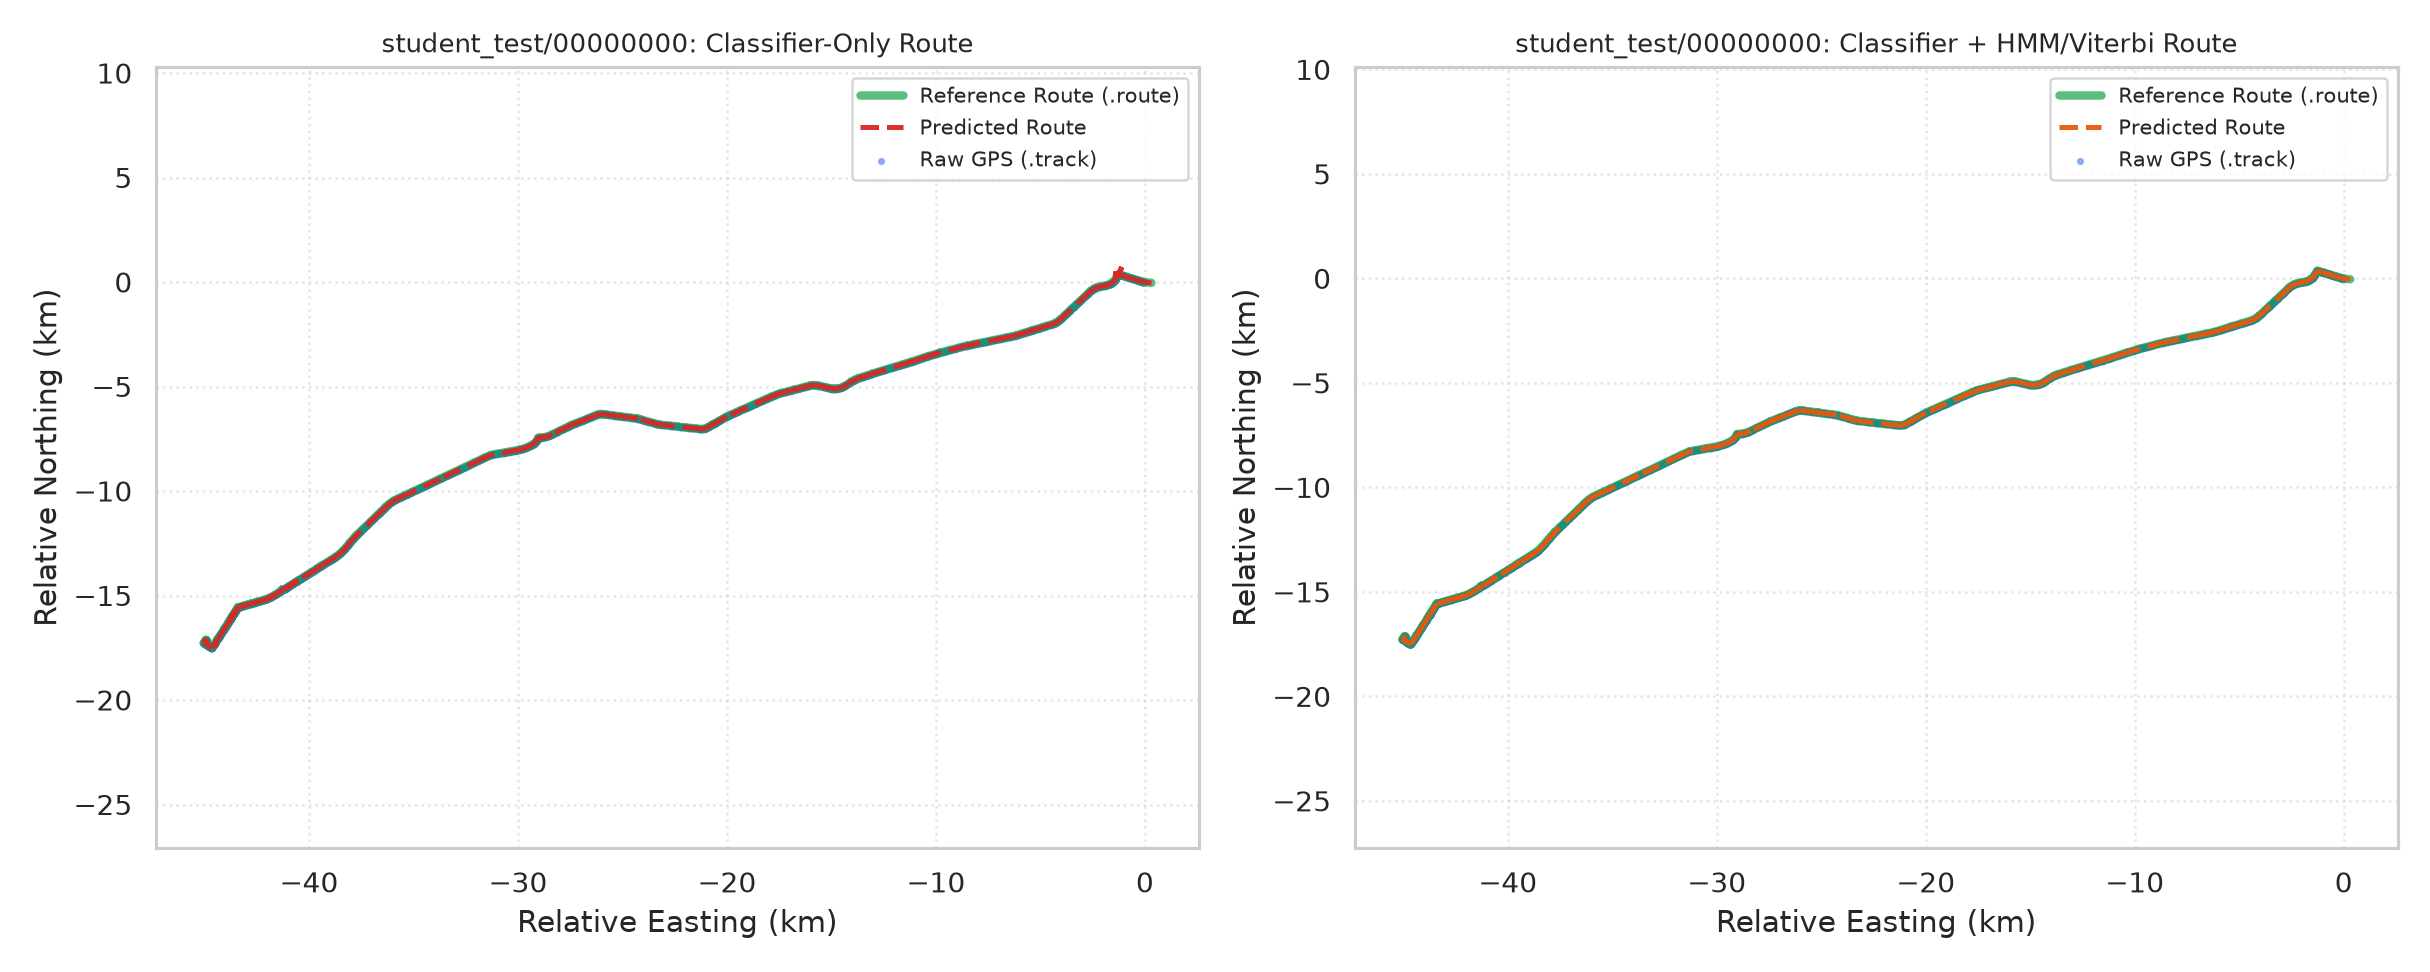 student_test/00000000: Classifier-Only Route
10
5
0
−5
−10
−15
−20
−25
Relative Northing (km)
−40
−30
−20
−10
0
Relative Easting (km)
Reference Route (.route)
Predicted Route
Raw GPS (.track)
student_test/00000000: Classifier + HMM/Viterbi Route
10
5
0
−5
−10
−15
−20
−25
Relative Northing (km)
−40
−30
−20
−10
0
Relative Easting (km)
Reference Route (.route)
Predicted Route
Raw GPS (.track)